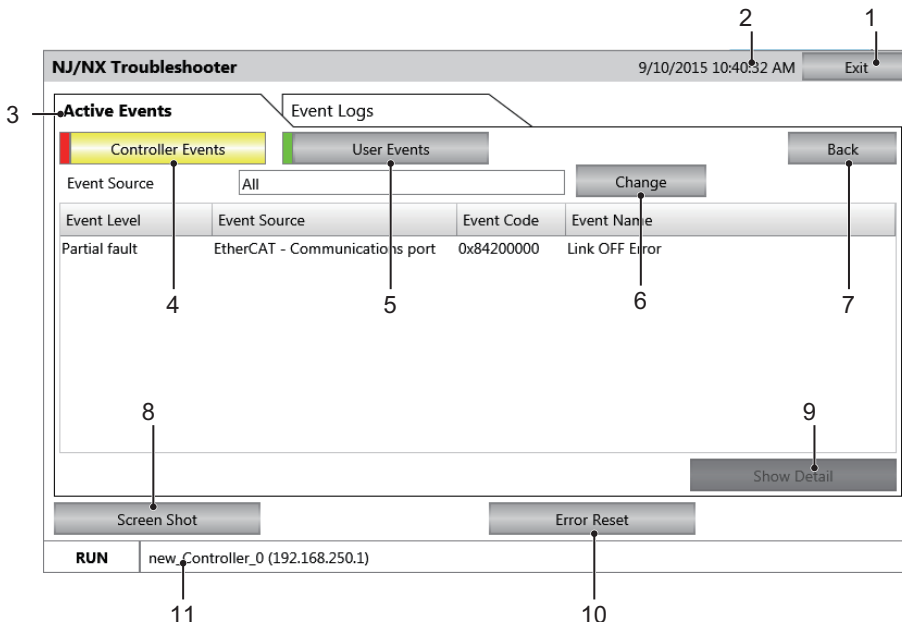 2 1
NJ/NX Troubleshooter 9/10/2015 10:40:32 AM Exit
3 Active Events Event Logs
Controller Events User Events Back
Event Source All Change
Event Level Event Source Event Code Event Name
Partial fault EtherCAT - Communications port 0x84200000 Link OFF Error
4 5 6 7
8 9
Show Detail
Screen Shot Error Reset
RUN new_Controller_0 (192.168.250.1)
11 10